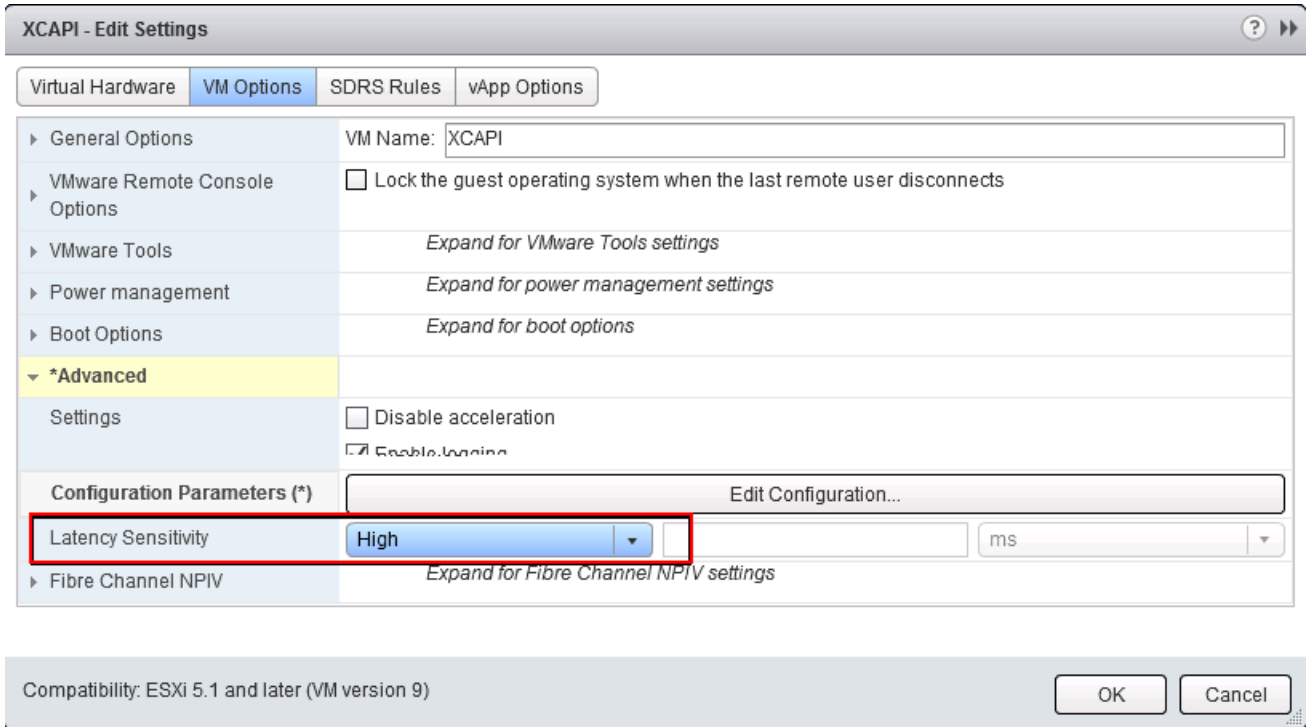 XCAPI - Edit Settings
?
Virtual Hardware VM Options SDRS Rules vApp Options
General Options VM Name: XCAPI
VMware Remote Console Options Lock the guest operating system when the last remote user disconnects
VMware Tools Expand for VMware Tools settings
Power management Expand for power management settings
Boot Options Expand for boot options
*Advanced
Settings Disable acceleration
Enable logging
Configuration Parameters (*) Edit Configuration...
Latency Sensitivity High ms
Fibre Channel NPIV Expand for Fibre Channel NPIV settings
Compatibility: ESXi 5.1 and later (VM version 9) OK Cancel